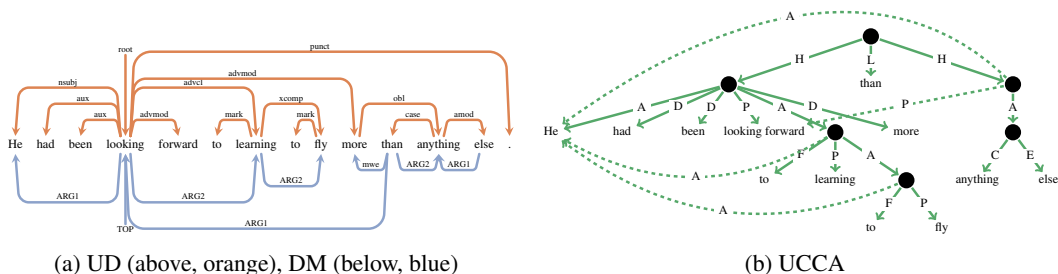 root
punct
nsubj
advmod
aux
advcl
xcomp
obl
aux
advmod
mark
mark
case
amod
He had been looking forward to learning to fly more than anything else .
mwe
ARG2
ARG1
ARG1
ARG2
ARG2
TOP
ARG1
(a) UD (above, orange), DM (below, blue)
A
H
L
H
than
A
D
D
P
A
D
P
A
He
had
been
looking forward
more
F
P
A
C
E
to
learning
anything
else
A
A
F
P
to
fly
(b) UCCA